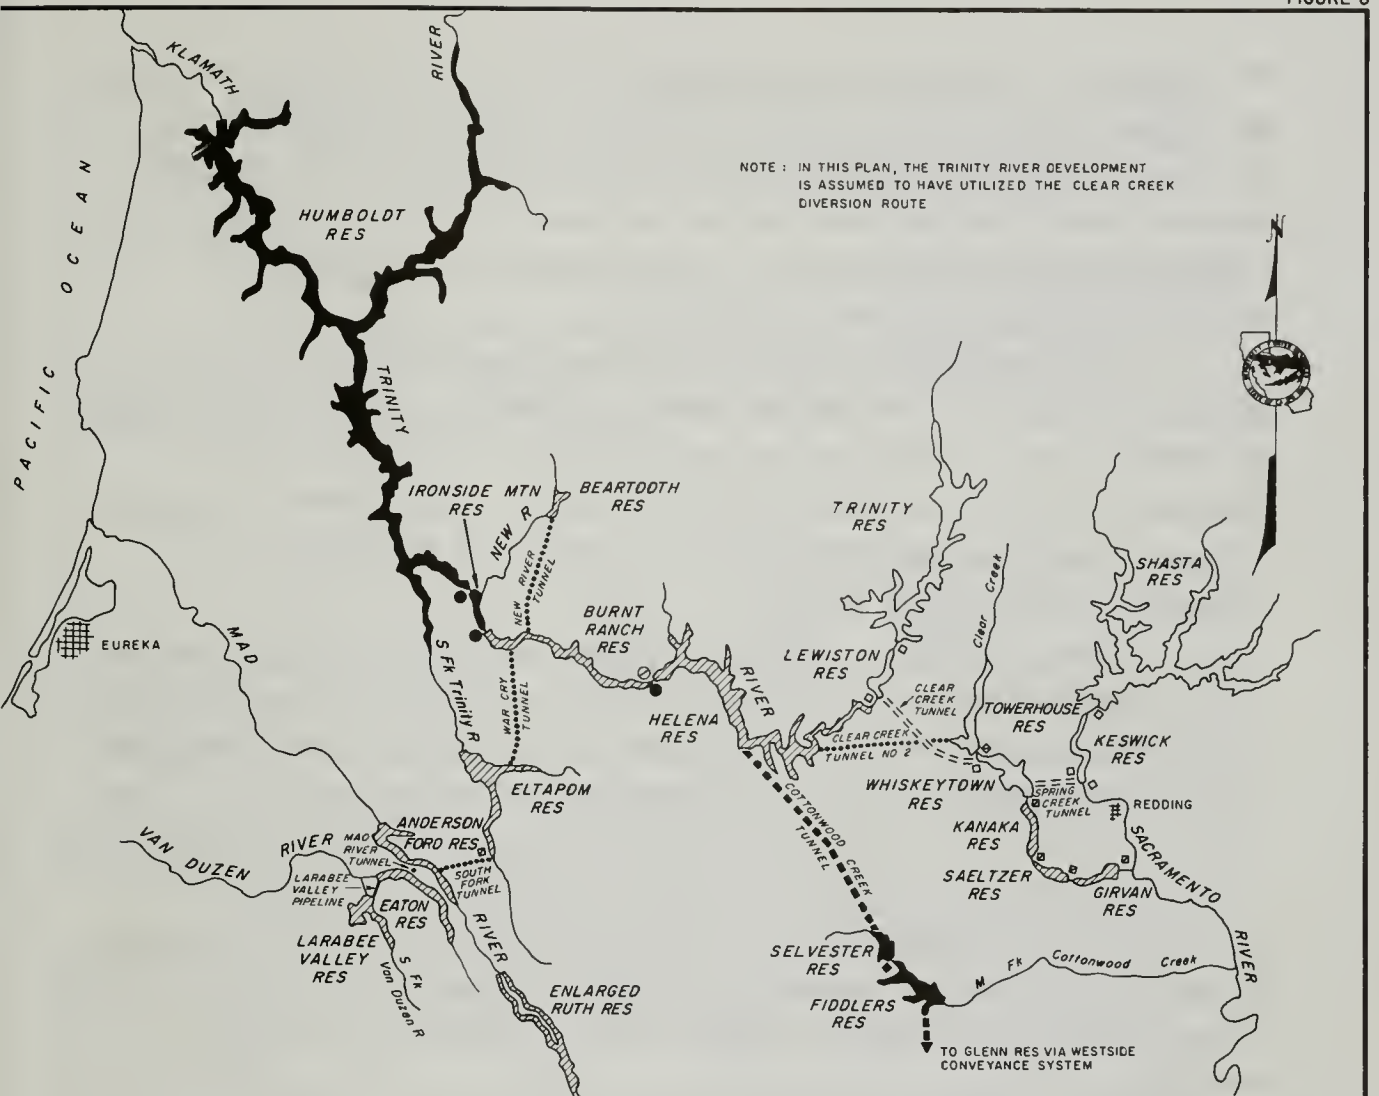 FIGURE
KLAMATH
RIVER
PACIFIC OCEAN
NOTE : IN THIS PLAN, THE TRINITY RIVER DEVELOPMENT
IS ASSUMED TO HAVE UTILIZED THE CLEAR CREEK
DIVERSION ROUTE
N
HUMBOLDT
RES
TRINITY
IRONSIDE MTN
RES
NEW R
BEARTOOTH
RES
NEW RIVER
TUNNEL
TRINITY
RES
SHASTA
RES
Clear Creek
BURNT
RANCH
RES
EUREKA
MAD
S Fk Trinity R
WAR CRY
TUNNEL
LEWISTON
RES
RIVER
CLEAR
CREEK
TUNNEL
TOWERHOUSE
RES
HELENA
RES
CLEAR CREEK
TUNNEL NO 2
KESWICK
RES
WHISKEYTOWN
RES
SPRING
CREEK
TUNNEL
REDDING
ELTAPOM
RES
COTTONWOOD CREEK
TUNNEL
KANAKA
RES
SACRAMENTO
RIVER
VAN DUZEN
RIVER
MAD
RIVER
TUNNEL
ANDERSON
FORD RES
SOUTH
FORK
TUNNEL
LARABEE
VALLEY
PIPELINE
EATON
RES
RIVER
SAELTZER
RES
GIRVAN
RES
LARABEE
VALLEY
RES
S Fk
Van Duzen R
SELVESTER
RES
M Fk Cottonwood Creek
ENLARGED
RUTH RES
FIDDLERS
RES
TO GLENN RES VIA WESTSIDE
CONVEYANCE SYSTEM